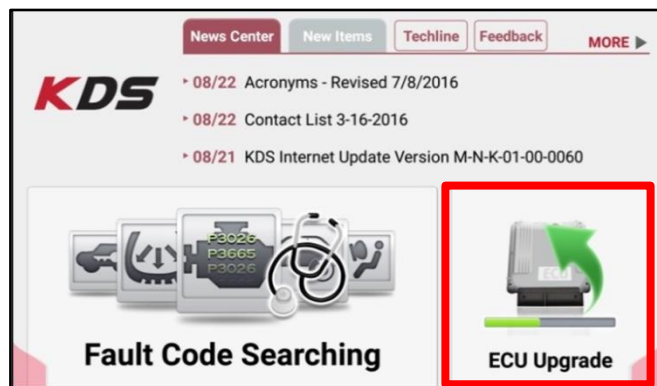 News Center New Items Techline Feedback MORE
KDS
08/22 Acronyms - Revised 7/8/2016
08/22 Contact List 3-16-2016
08/21 KDS Internet Update Version M-N-K-01-00-0060
P3026
P3665
P3026
ECU
Fault Code Searching
ECU Upgrade